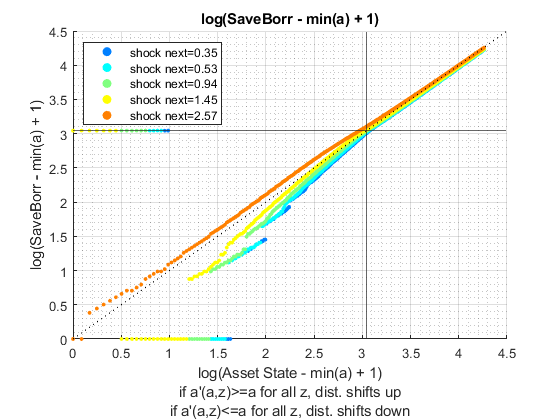 log(SaveBorr - min(a) + 1)
4.5
4
3.5
3
2.5
2
1.5
1
0.5
0
log(SaveBorr - min(a) + 1)
shock next=0.35
shock next=0.53
shock next=0.94
shock next=1.45
shock next=2.57
0 0.5 1 1.5 2 2.5 3 3.5 4 4.5
log(Asset State - min(a) + 1)
if a'(a,z)>=a for all z, dist. shifts up
if a'(a,z)<=a for all z, dist. shifts down